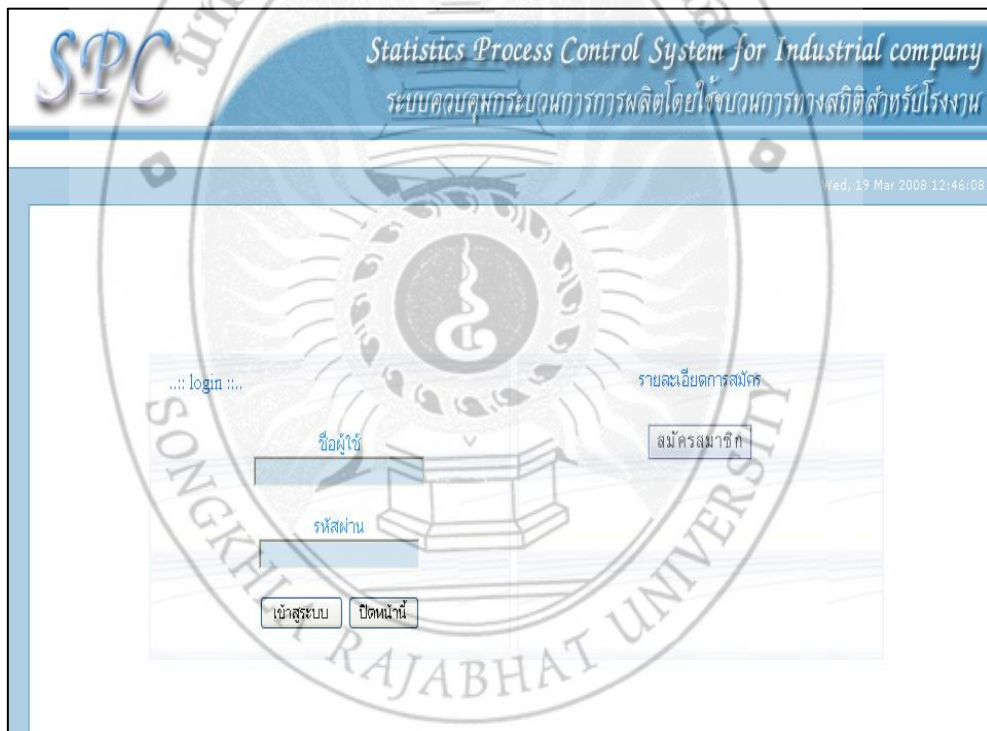 SPC
Statistics Process Control System for Industrial company
ระบบควบคุมกระบวนการการผลิตโดยใช้ขบวนการทางสถิติสำหรับโรงงาน
Wed, 19 Mar 2008 12:46:08
..:: login ::..
รายละเอียดการสมัคร
ชื่อผู้ใช้
สมัครสมาชิก
รหัสผ่าน
เข้าสู่ระบบ ปิดหน้านี้
SONGKHLA RAJABHAT UNIVERSITY